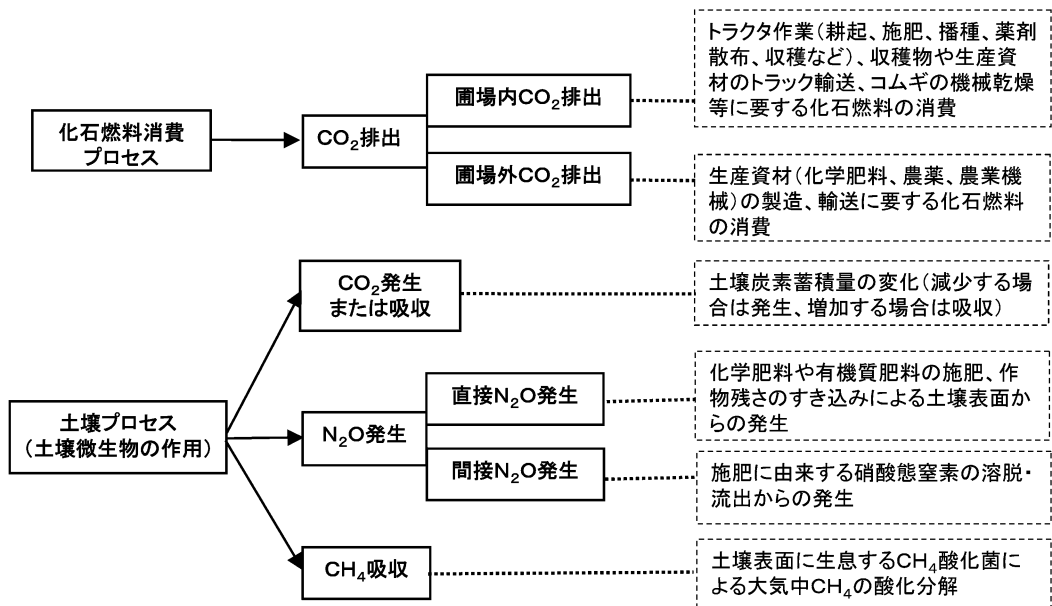 トラクタ作業(耕起、施肥、播種、薬剤
散布、収穫など)、収穫物や生産資
材のトラック輸送、コムギの機械乾燥
等に要する化石燃料の消費
圃場内CO₂排出
化石燃料消費
プロセス
CO₂排出
圃場外CO₂排出
生産資材(化学肥料、農薬、農業機
械)の製造、輸送に要する化石燃料
の消費
CO₂発生
または吸収
土壌炭素蓄積量の変化(減少する場
合は発生、増加する場合は吸収)
直接N₂O発生
化学肥料や有機質肥料の施肥、作
物残さのすき込みによる土壌表面か
らの発生
土壌プロセス
(土壌微生物の作用)
N₂O発生
間接N₂O発生
施肥に由来する硝酸態窒素の溶脱・
流出からの発生
CH₄吸収
土壌表面に生息するCH₄酸化菌に
よる大気中CH₄の酸化分解